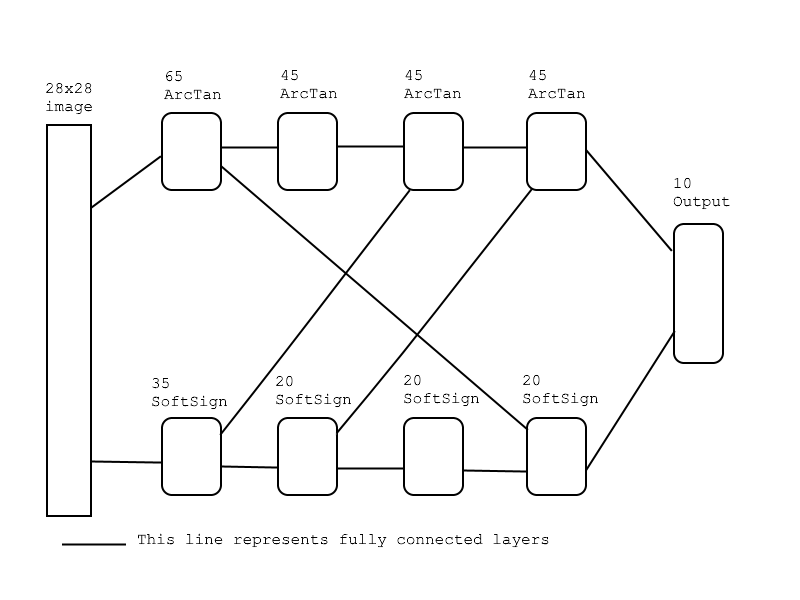 28x28
image
65
ArcTan
45
ArcTan
45
ArcTan
45
ArcTan
10
Output
35
SoftSign
20
SoftSign
20
SoftSign
20
SoftSign
This line represents fully connected layers